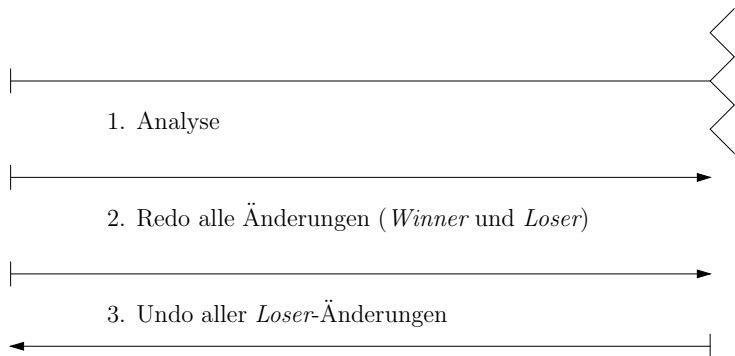 1. Analyse
2. Redo alle Änderungen (Winner und Loser)
3. Undo aller Loser-Änderungen